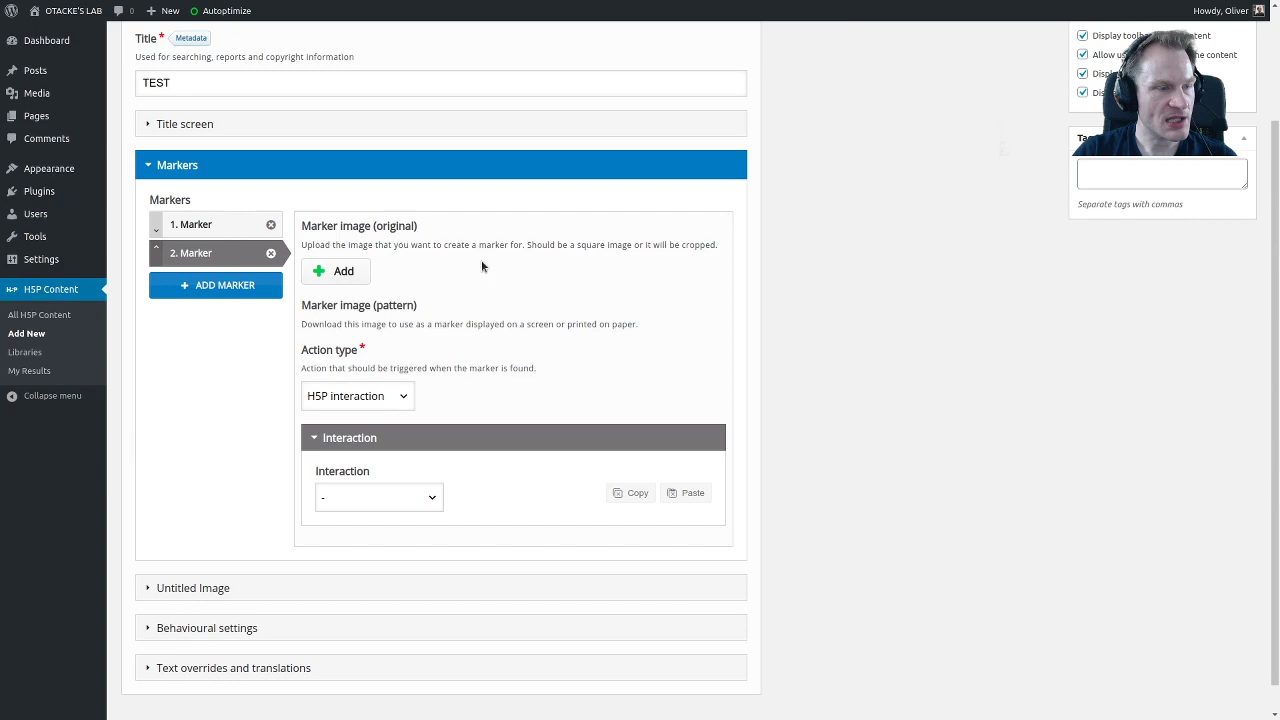 OTACKE'S LAB
0
New
Autoptimize
Howdy, Oliver
Dashboard
Posts
Media
Pages
Comments
Appearance
Plugins
Users
Tools
Settings
H5P Content
All H5P Content
Add New
Libraries
My Results
Collapse menu
Title * Metadata
Used for searching, reports and copyright information
TEST
Title screen
Markers
Markers
1. Marker
2. Marker
ADD MARKER
Marker image (original)
Upload the image that you want to create a marker for. Should be a square image or it will be cropped.
Add
Marker image (pattern)
Download this image to use as a marker displayed on a screen or printed on paper.
Action type *
Action that should be triggered when the marker is found.
H5P interaction
Interaction
Interaction
-
Copy
Paste
Untitled Image
Behavioural settings
Text overrides and translations
Display
Allow
the content
Separate tags with commas